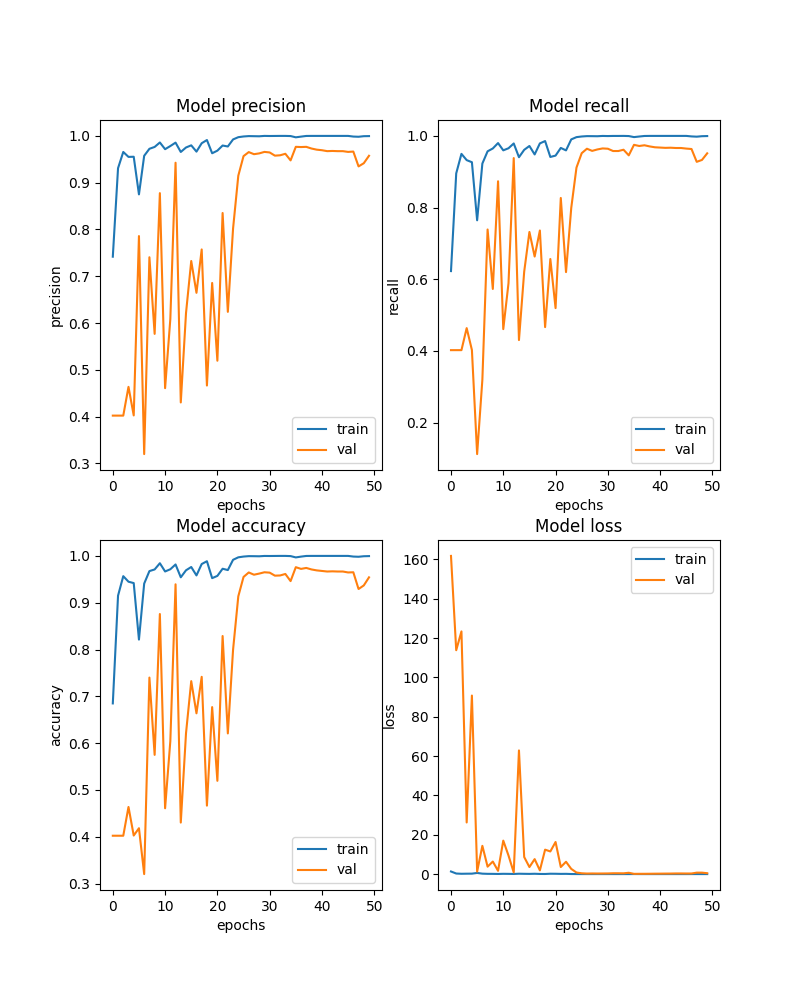 Model precision
1.0
0.9
0.8
0.7
0.6
0.5
0.4
0.3
precision
0 10 20 30 40 50
epochs
train
val
Model recall
1.0
0.8
0.6
0.4
0.2
recall
0 10 20 30 40 50
epochs
train
val
Model accuracy
1.0
0.9
0.8
0.7
0.6
0.5
0.4
0.3
accuracy
0 10 20 30 40 50
epochs
train
val
Model loss
160
140
120
100
80
60
40
20
0
loss
0 10 20 30 40 50
epochs
train
val